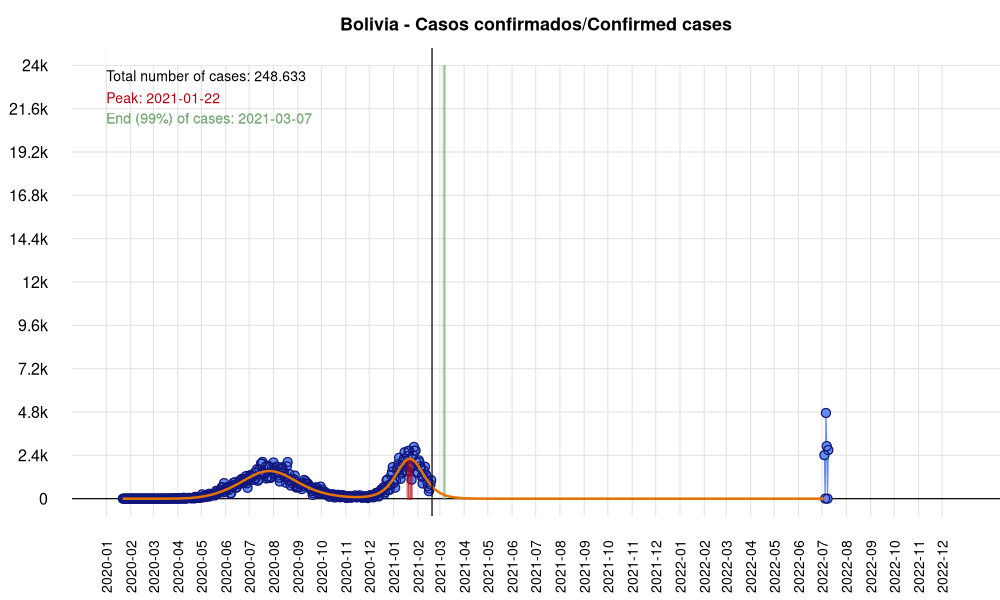 Bolivia - Casos confirmados/Confirmed cases
Total number of cases: 248.633
Peak: 2021-01-22
End (99%) of cases: 2021-03-07
24k
21.6k
19.2k
16.8k
14.4k
12k
9.6k
7.2k
4.8k
2.4k
0
2020-01
2020-02
2020-03
2020-04
2020-05
2020-06
2020-07
2020-08
2020-09
2020-10
2020-11
2020-12
2021-01
2021-02
2021-03
2021-04
2021-05
2021-06
2021-07
2021-08
2021-09
2021-10
2021-11
2021-12
2022-01
2022-02
2022-03
2022-04
2022-05
2022-06
2022-07
2022-08
2022-09
2022-10
2022-11
2022-12